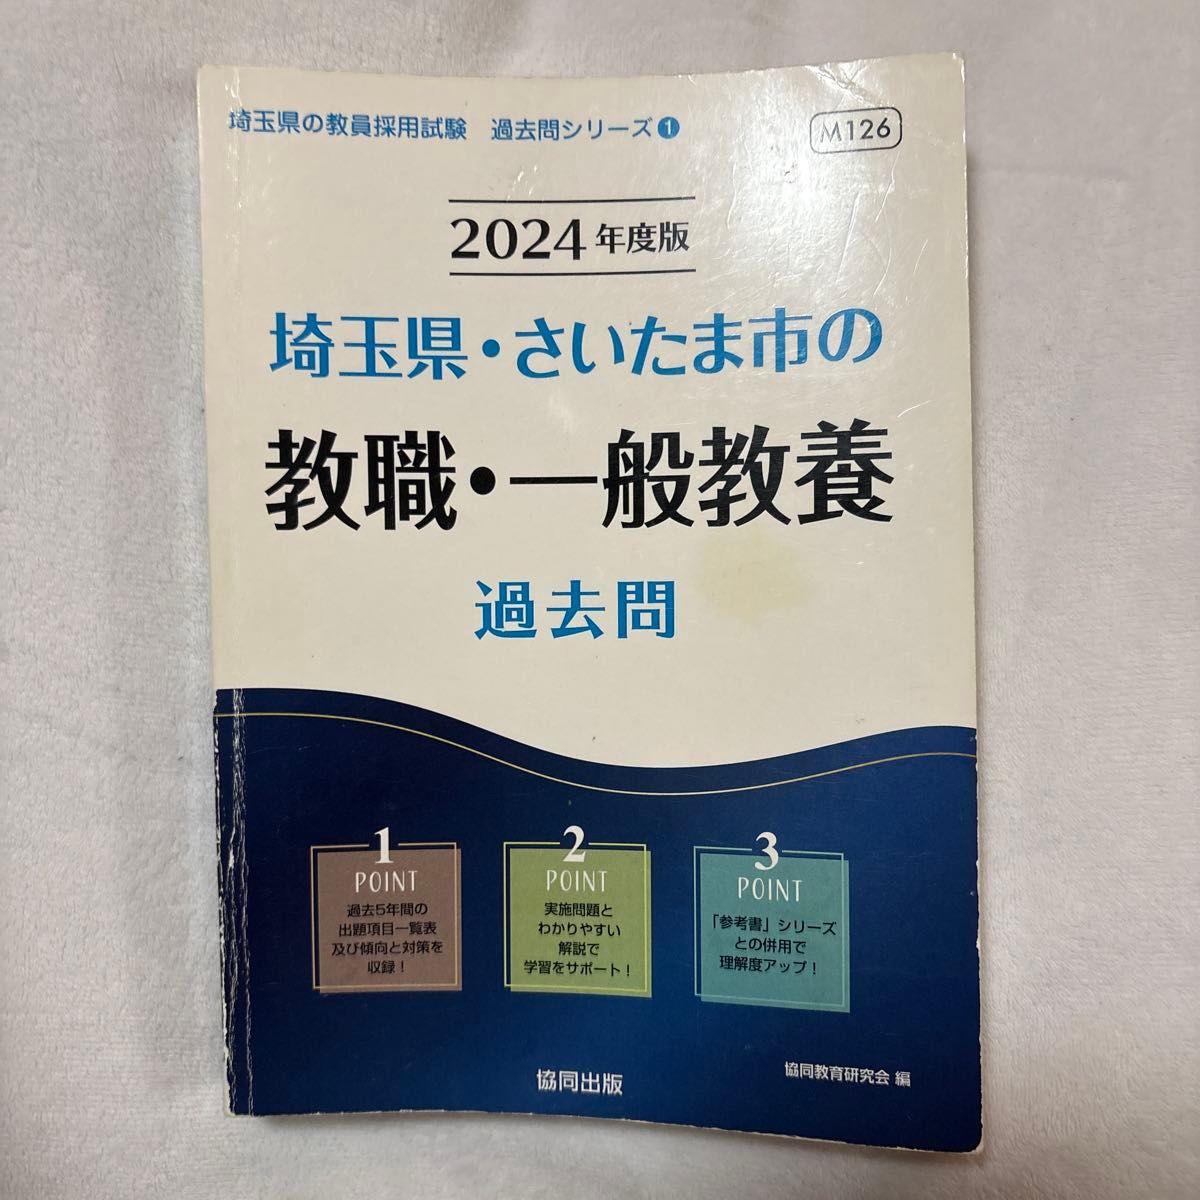 埼玉県の教員採用試験 過去問シリーズ❶
M126
2024年度版
埼玉県・さいたま市の
教職・一般教養
過去問
1
POINT
過去5年間の
出題項目一覧表
及び傾向と対策を
収録！
2
POINT
実施問題と
わかりやすい
解説で
学習をサポート！
3
POINT
「参考書」シリーズ
との併用で
理解度アップ！
協同出版
協同教育研究会 編